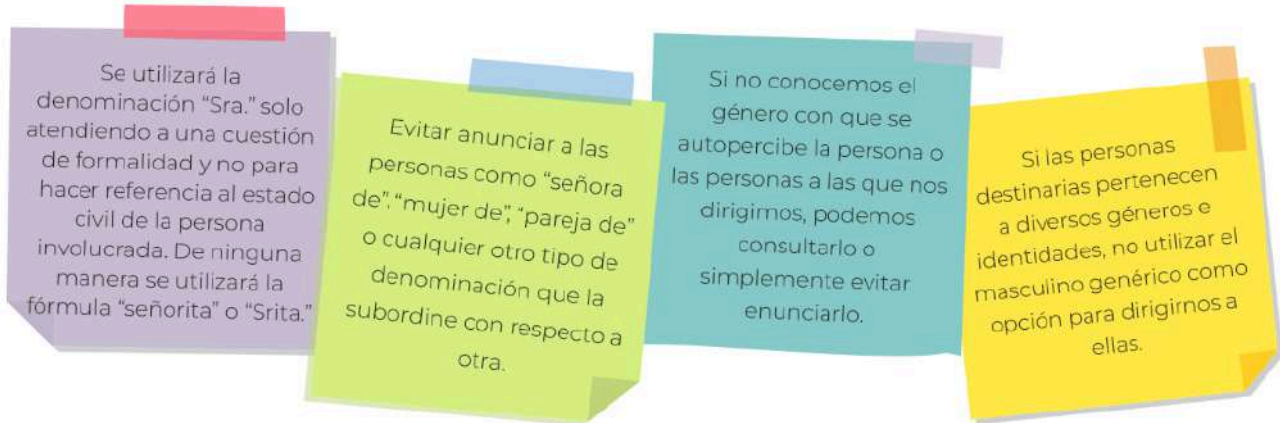 Se utilizará la
denominación “Sra.” solo
atendiendo a una cuestión
de formalidad y no para
hacer referencia al estado
civil de la persona
involucrada. De ninguna
manera se utilizará la
fórmula “señorita” o “Srita.”
Evitar anunciar a las
personas como “señora
de”.“mujer de”, “pareja de”
o cualquier otro tipo de
denominación que la
subordine con respecto a
otra.
Si no conocemos el
género con que se
autopercibe la persona o
las personas a las que nos
dirigimos, podemos
consultarlo o
simplemente evitar
enunciarlo.
Si las personas
destinarias pertenecen
a diversos géneros e
identidades, no utilizar el
masculino genérico como
opción para dirigirnos a
ellas.